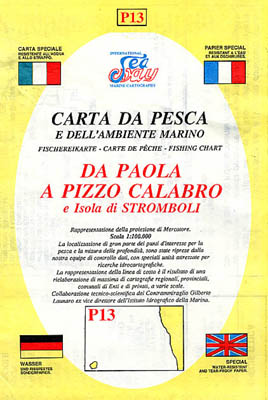 P13
CARTA SPECIALE
RESISTENTE ALL'ACQUA
E ALLO STRAPPO.
INTERNATIONAL
Sea Way
MARINE CARTOGRAPHY
PAPIER SPECIAL
RESISTANT A L'EAU
ET AUX DECHIRURES.
CARTA DA PESCA
E DELL'AMBIENTE MARINO
FISCHEREIKARTE - CARTE DE PÊCHE - FISHING CHART
DA PAOLA
A PIZZO CALABRO
e Isola di STROMBOLI
Rappresentazione della proiezione di Mercatore.
Scala 1:100.000
La localizzazione di gran parte dei punti d'interesse per la
pesca e la misura delle profondità, sono state riprese dalla
nostra equipe di controllo dati, con speciali unità attrezzate per
ricerche idrocartografiche.
La rappresentazione della linea di costa è il risultato di una
rielaborazione di massima di cartografie regionali, provinciali,
comunali di Enti e di privati, a varie scale.
Collaborazione tecnico-scientifica del Contrammiraglio Gilberto
Launaro ex vice direttore dell'Istituto Idrografico della Marina.
P13
WASSER
UND REISSFESTES
SONDERPAPIER.
SPECIAL
WATER-RESISTENT
AND TEAR-RESISTANT
PAPER.